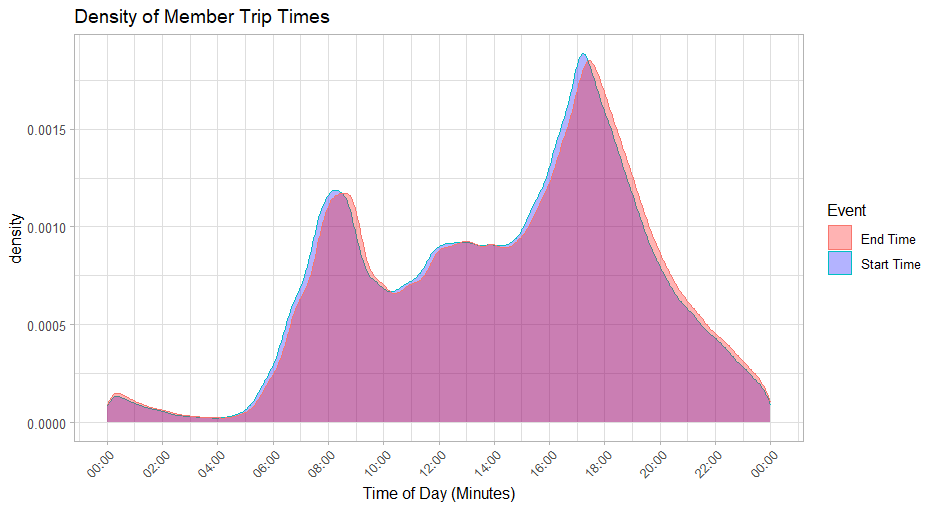 Density of Member Trip Times
density
0.0015
0.0010
0.0005
0.0000
00:00 02:00 04:00 06:00 08:00 10:00 12:00 14:00 16:00 18:00 20:00 22:00 00:00
Time of Day (Minutes)
Event
End Time
Start Time